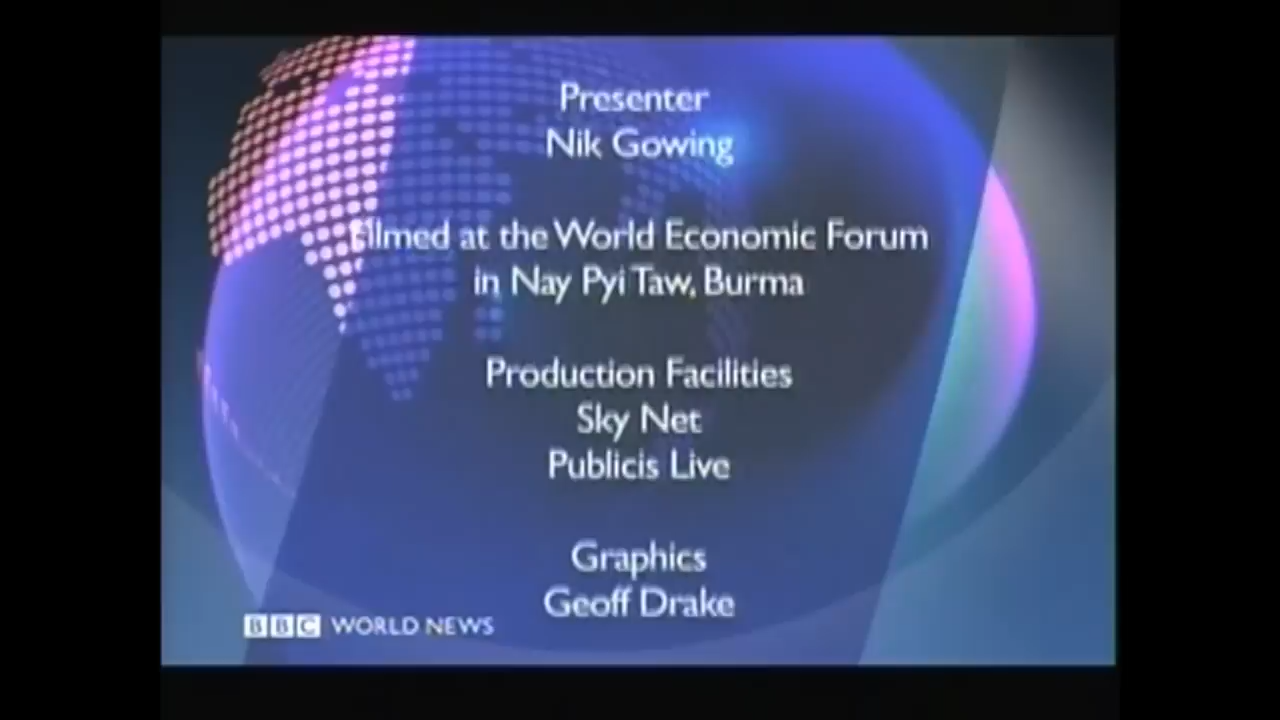 Presenter
Nik Gowing
Filmed at the World Economic Forum
in Nay Pyi Taw, Burma
Production Facilities
Sky Net
Publicis Live
Graphics
Geoff Drake
BBC WORLD NEWS